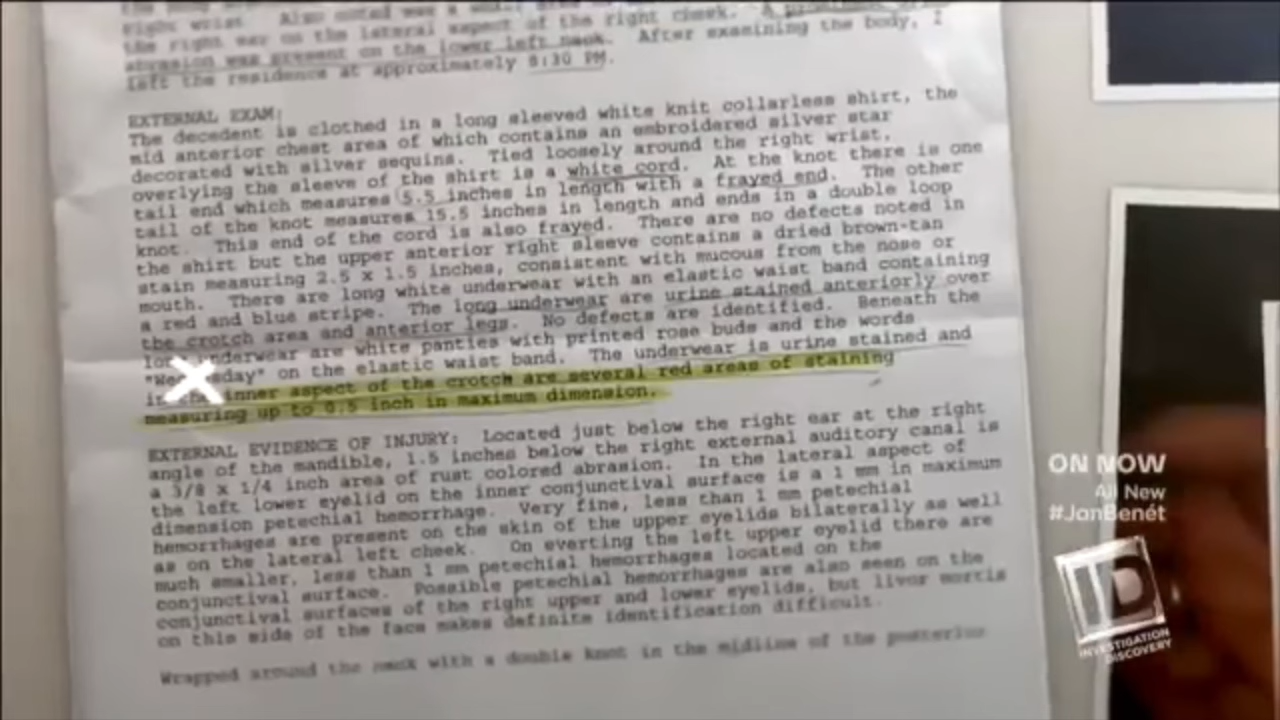 right wrist. Also noted was a small area of
the right ear on the lateral aspect of the right cheek. A prominent
abrasion was present on the lower left neck. After examining the body, I
left the residence at approximately 8:30 PM.
EXTERNAL EXAM:
The decedent is clothed in a long sleeved white knit collarless shirt, the
mid anterior chest area of which contains an embroidered silver star
decorated with silver sequins. Tied loosely around the right wrist,
overlying the sleeve of the shirt is a white cord. At the knot there is one
tail end which measures 5.5 inches in length with a frayed end. The other
tail of the knot measures 15.5 inches in length and ends in a double loop
knot. This end of the cord is also frayed. There are no defects noted in
the shirt but the upper anterior right sleeve contains a dried brown-tan
stain measuring 2.5 x 1.5 inches, consistent with mucous from the nose or
mouth. There are long white underwear with an elastic waist band containing
a red and blue stripe. The long underwear are urine stained anteriorly over
the crotch area and anterior legs. No defects are identified. Beneath the
long underwear are white panties with printed rose buds and the words
"Wednesday" on the elastic waist band. The underwear is urine stained and
in the inner aspect of the crotch are several red areas of staining
measuring up to 0.5 inch in maximum dimension.
EXTERNAL EVIDENCE OF INJURY: Located just below the right ear at the right
angle of the mandible, 1.5 inches below the right external auditory canal is
a 3/8 x 1/4 inch area of rust colored abrasion. In the lateral aspect of
the left lower eyelid on the inner conjunctival surface is a 1 mm in maximum
dimension petechial hemorrhage. Very fine, less than 1 mm petechial
hemorrhages are present on the skin of the upper eyelids bilaterally as well
as on the lateral left cheek. On everting the left upper eyelid there are
much smaller, less than 1 mm petechial hemorrhages located on the
conjunctival surface. Possible petechial hemorrhages are also seen on the
conjunctival surfaces of the right upper and lower eyelids, but livor mortis
on this side of the face makes definite identification difficult.
Wrapped around the neck with a double knot in the midline of the posterior
ON NOW
All New
#JonBenét
ID
INVESTIGATION
DISCOVERY